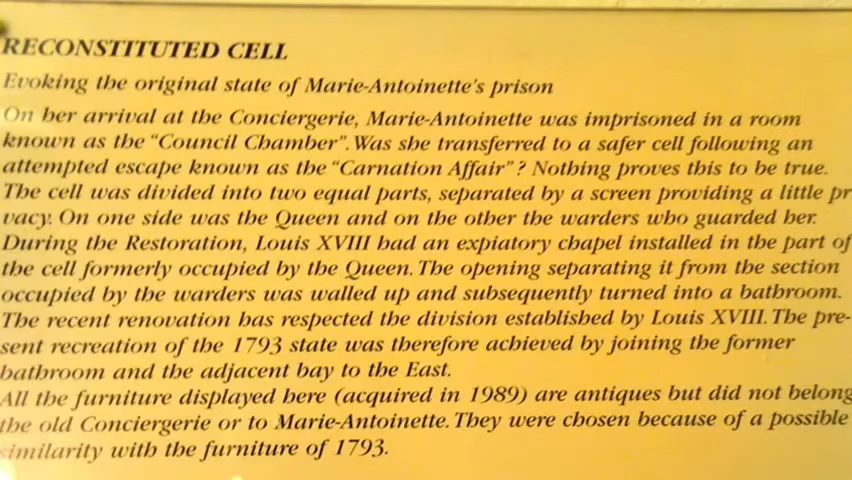 RECONSTITUTED CELL
Evoking the original state of Marie-Antoinette's prison
On her arrival at the Conciergerie, Marie-Antoinette was imprisoned in a room
known as the "Council Chamber". Was she transferred to a safer cell following an
attempted escape known as the "Carnation Affair"? Nothing proves this to be true.
The cell was divided into two equal parts, separated by a screen providing a little pr
vacy. On one side was the Queen and on the other the warders who guarded her.
During the Restoration, Louis XVIII had an expiatory chapel installed in the part of
the cell formerly occupied by the Queen. The opening separating it from the section
occupied by the warders was walled up and subsequently turned into a bathroom.
The recent renovation has respected the division established by Louis XVIII. The pre-
sent recreation of the 1793 state was therefore achieved by joining the former
bathroom and the adjacent bay to the East.
All the furniture displayed here (acquired in 1989) are antiques but did not belong
the old Conciergerie or to Marie-Antoinette. They were chosen because of a possible
similarity with the furniture of 1793.